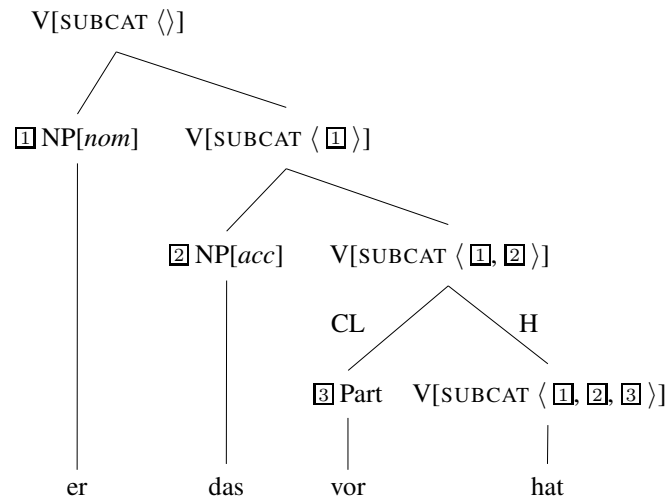 V[SUBCAT ⟨⟩]
1 NP[nom] V[SUBCAT ⟨ 1 ⟩]
2 NP[acc] V[SUBCAT ⟨ 1, 2 ⟩]
CL H
3 Part V[SUBCAT ⟨ 1, 2, 3 ⟩]
er das vor hat